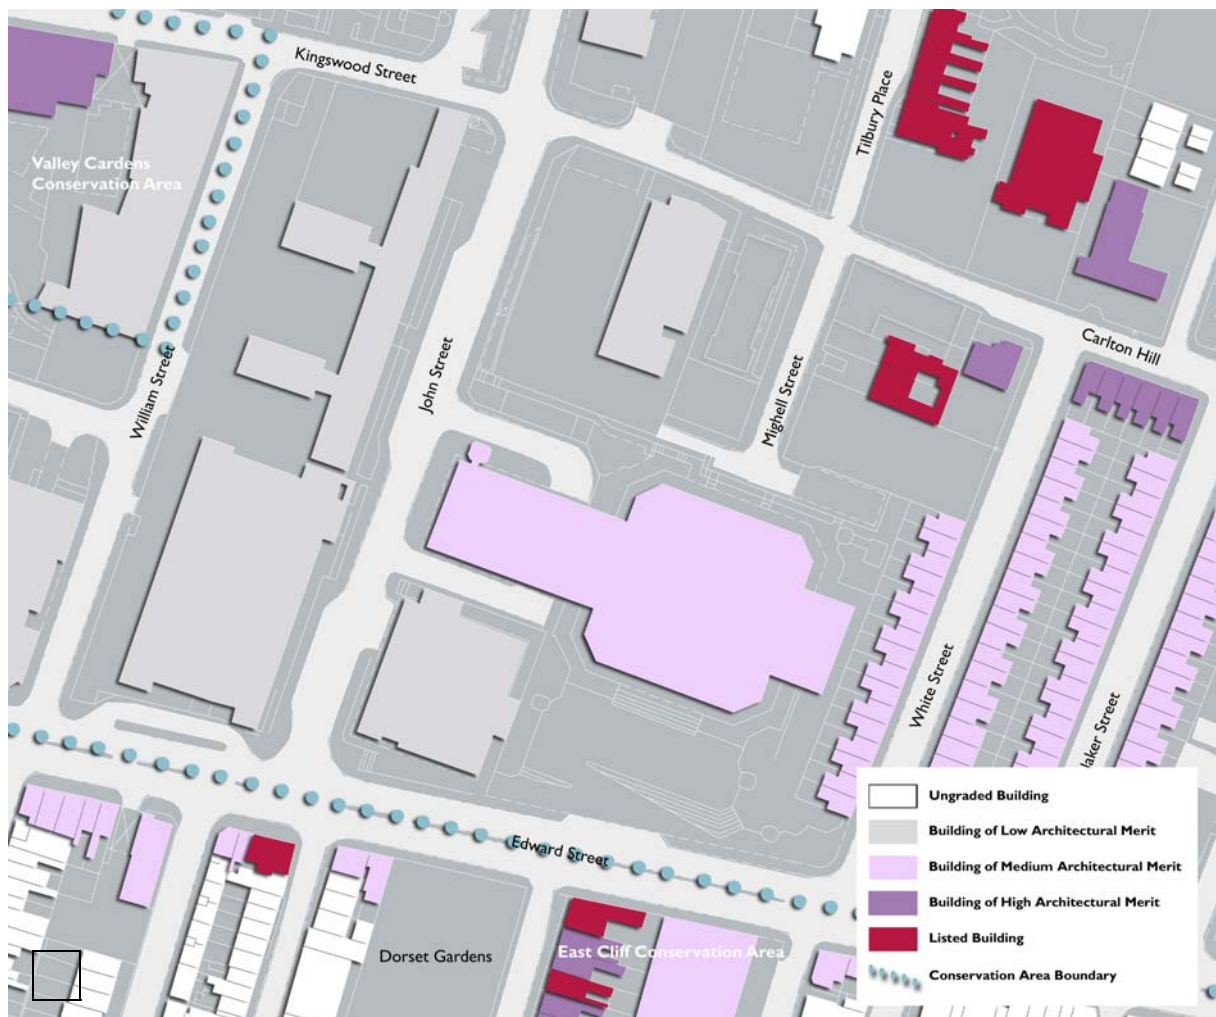 Kingswood Street
Tilbury Place
Valley Cardens
Conservation Area
Carlton Hill
William Street
John Street
Mighell Street
White Street
laker Street
Edward Street
Dorset Gardens
East Cliff Conservation Area
Ungraded Building
Building of Low Architectural Merit
Building of Medium Architectural Merit
Building of High Architectural Merit
Listed Building
Conservation Area Boundary